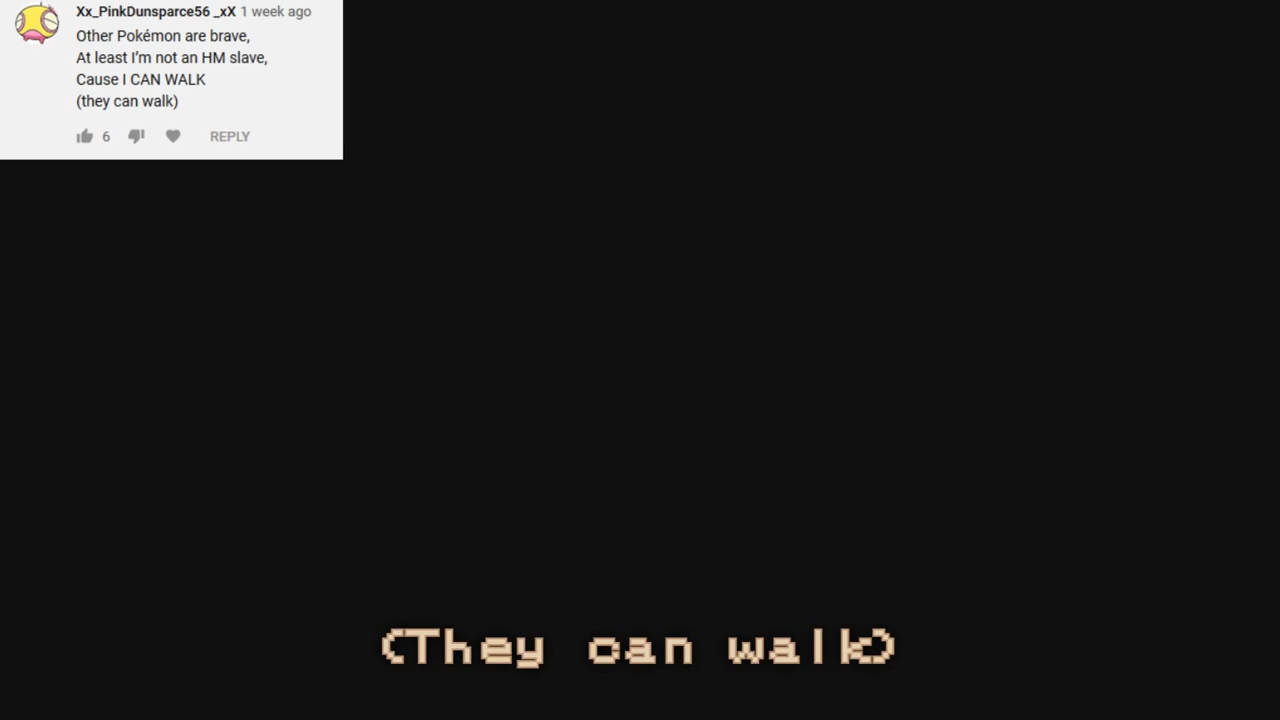 Xx_PinkDunsparce56 _xX 1 week ago
Other Pokémon are brave,
At least I’m not an HM slave,
Cause I CAN WALK
(they can walk)
6 REPLY
(They can walk)